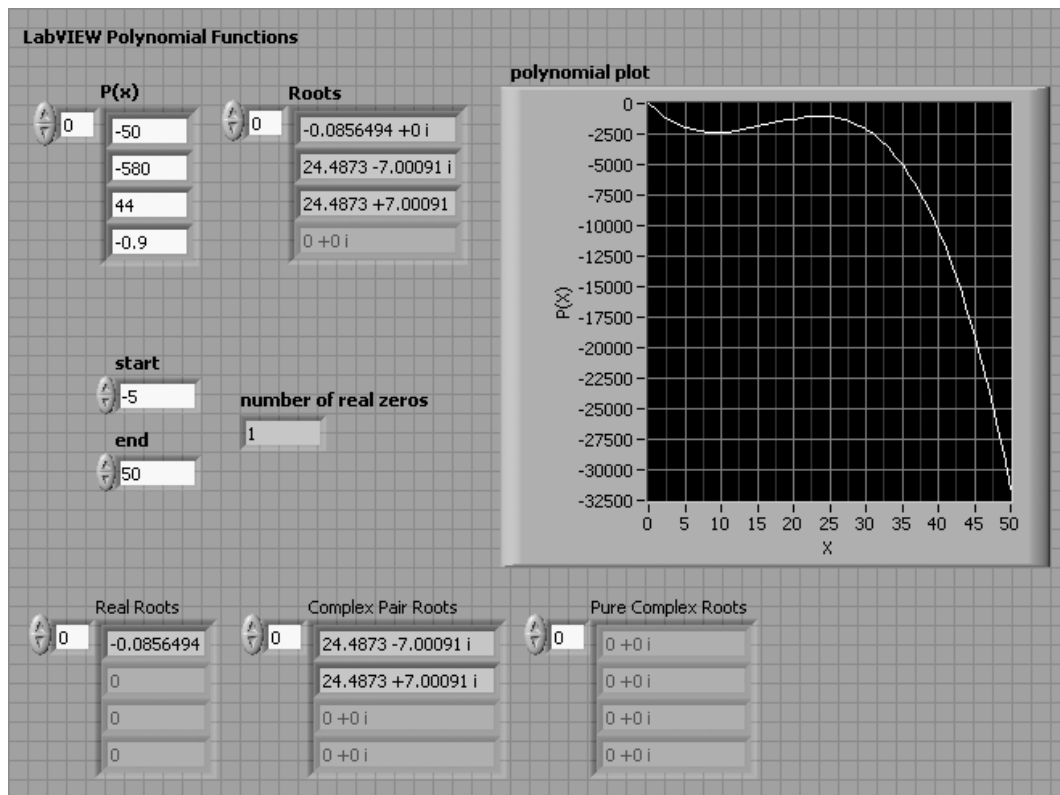 LabVIEW Polynomial Functions
P(x)
0
-50
-580
44
-0.9
Roots
0
-0.0856494 +0 i
24.4873 -7.00091 i
24.4873 +7.00091
0 +0 i
polynomial plot
0
-2500
-5000
-7500
-10000
-12500
-15000
-17500
-20000
-22500
-25000
-27500
-30000
-32500
P(X)
0 5 10 15 20 25 30 35 40 45 50
X
start
-5
end
50
number of real zeros
1
Real Roots
0
-0.0856494
0
0
0
Complex Pair Roots
0
24.4873 -7.00091 i
24.4873 +7.00091 i
0 +0 i
0 +0 i
Pure Complex Roots
0
0 +0 i
0 +0 i
0 +0 i
0 +0 i